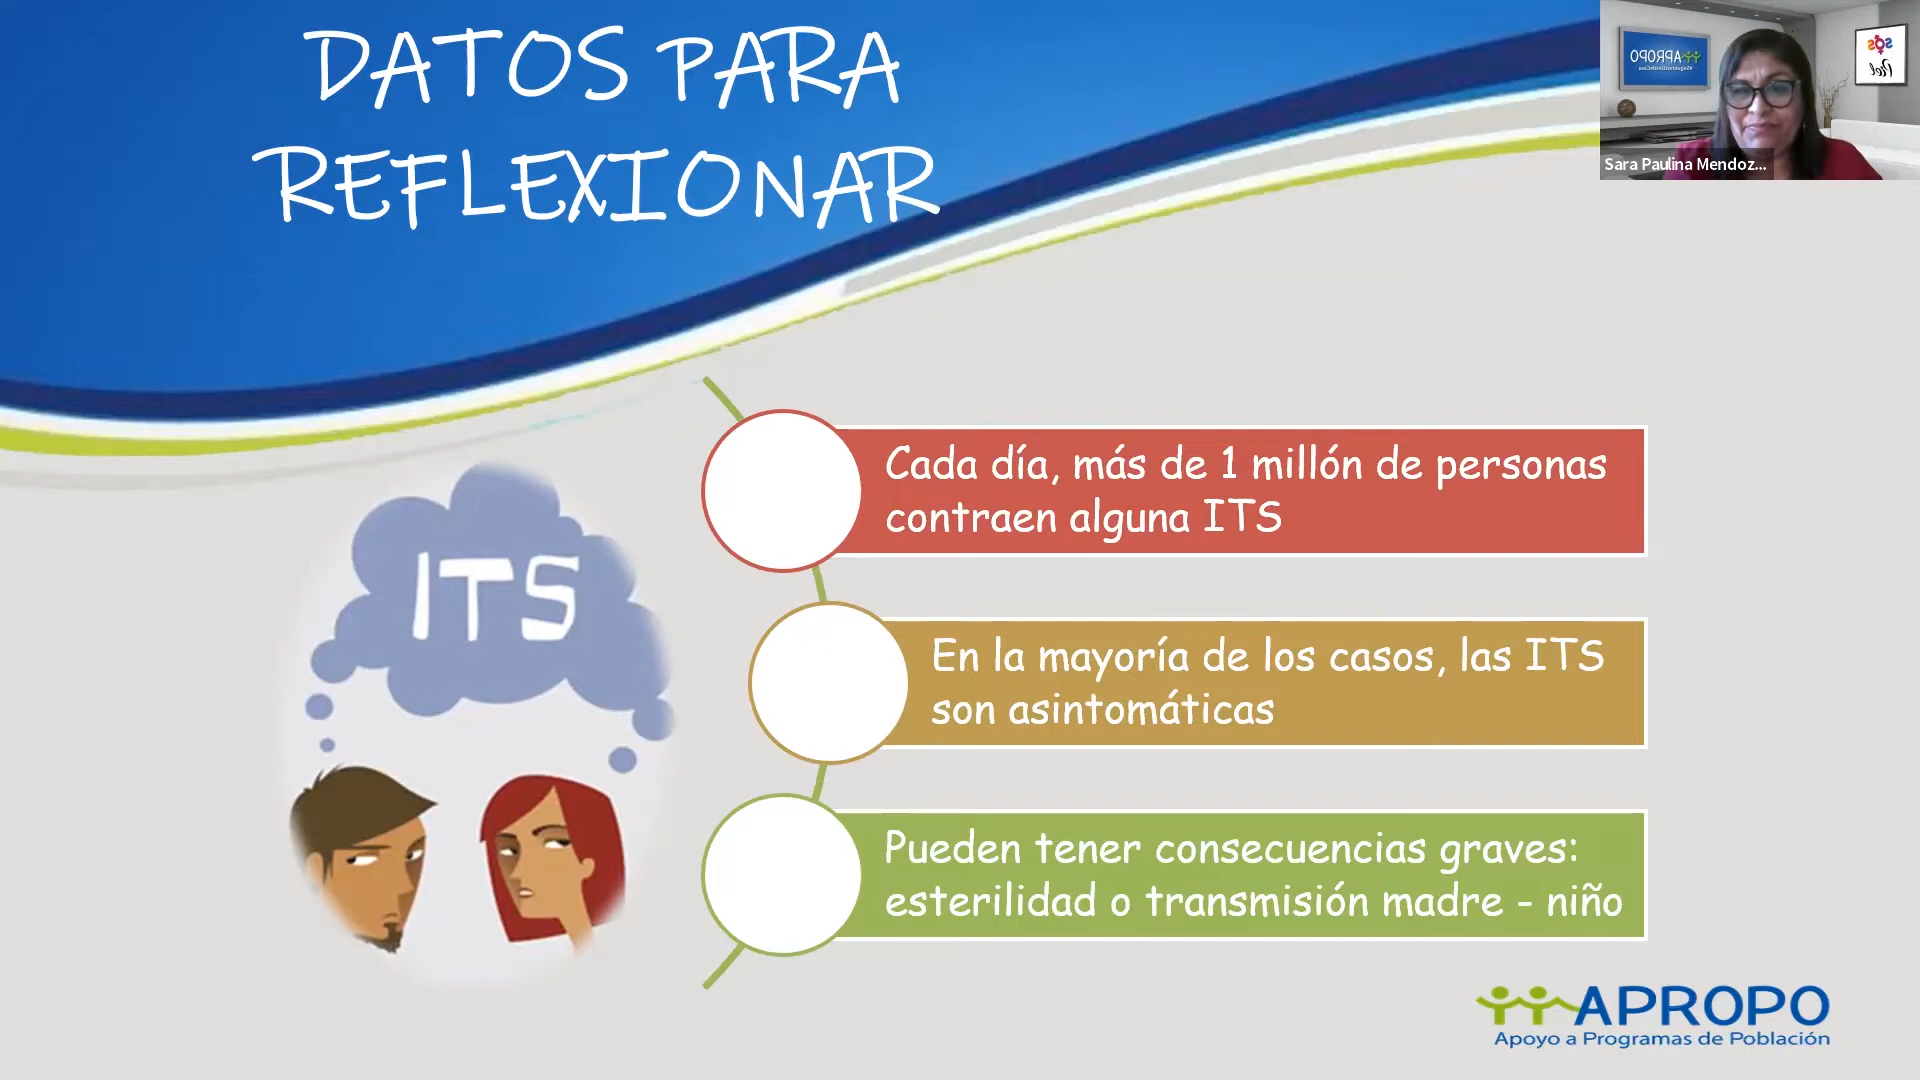 DATOS PARA
REFLEXIONAR
APROPO
SOS
Sara Paulina Mendoz...
Cada día, más de 1 millón de personas
contraen alguna ITS
ITS
En la mayoría de los casos, las ITS
son asintomáticas
Pueden tener consecuencias graves:
esterilidad o transmisión madre - niño
APROPO
Apoyo a Programas de Población